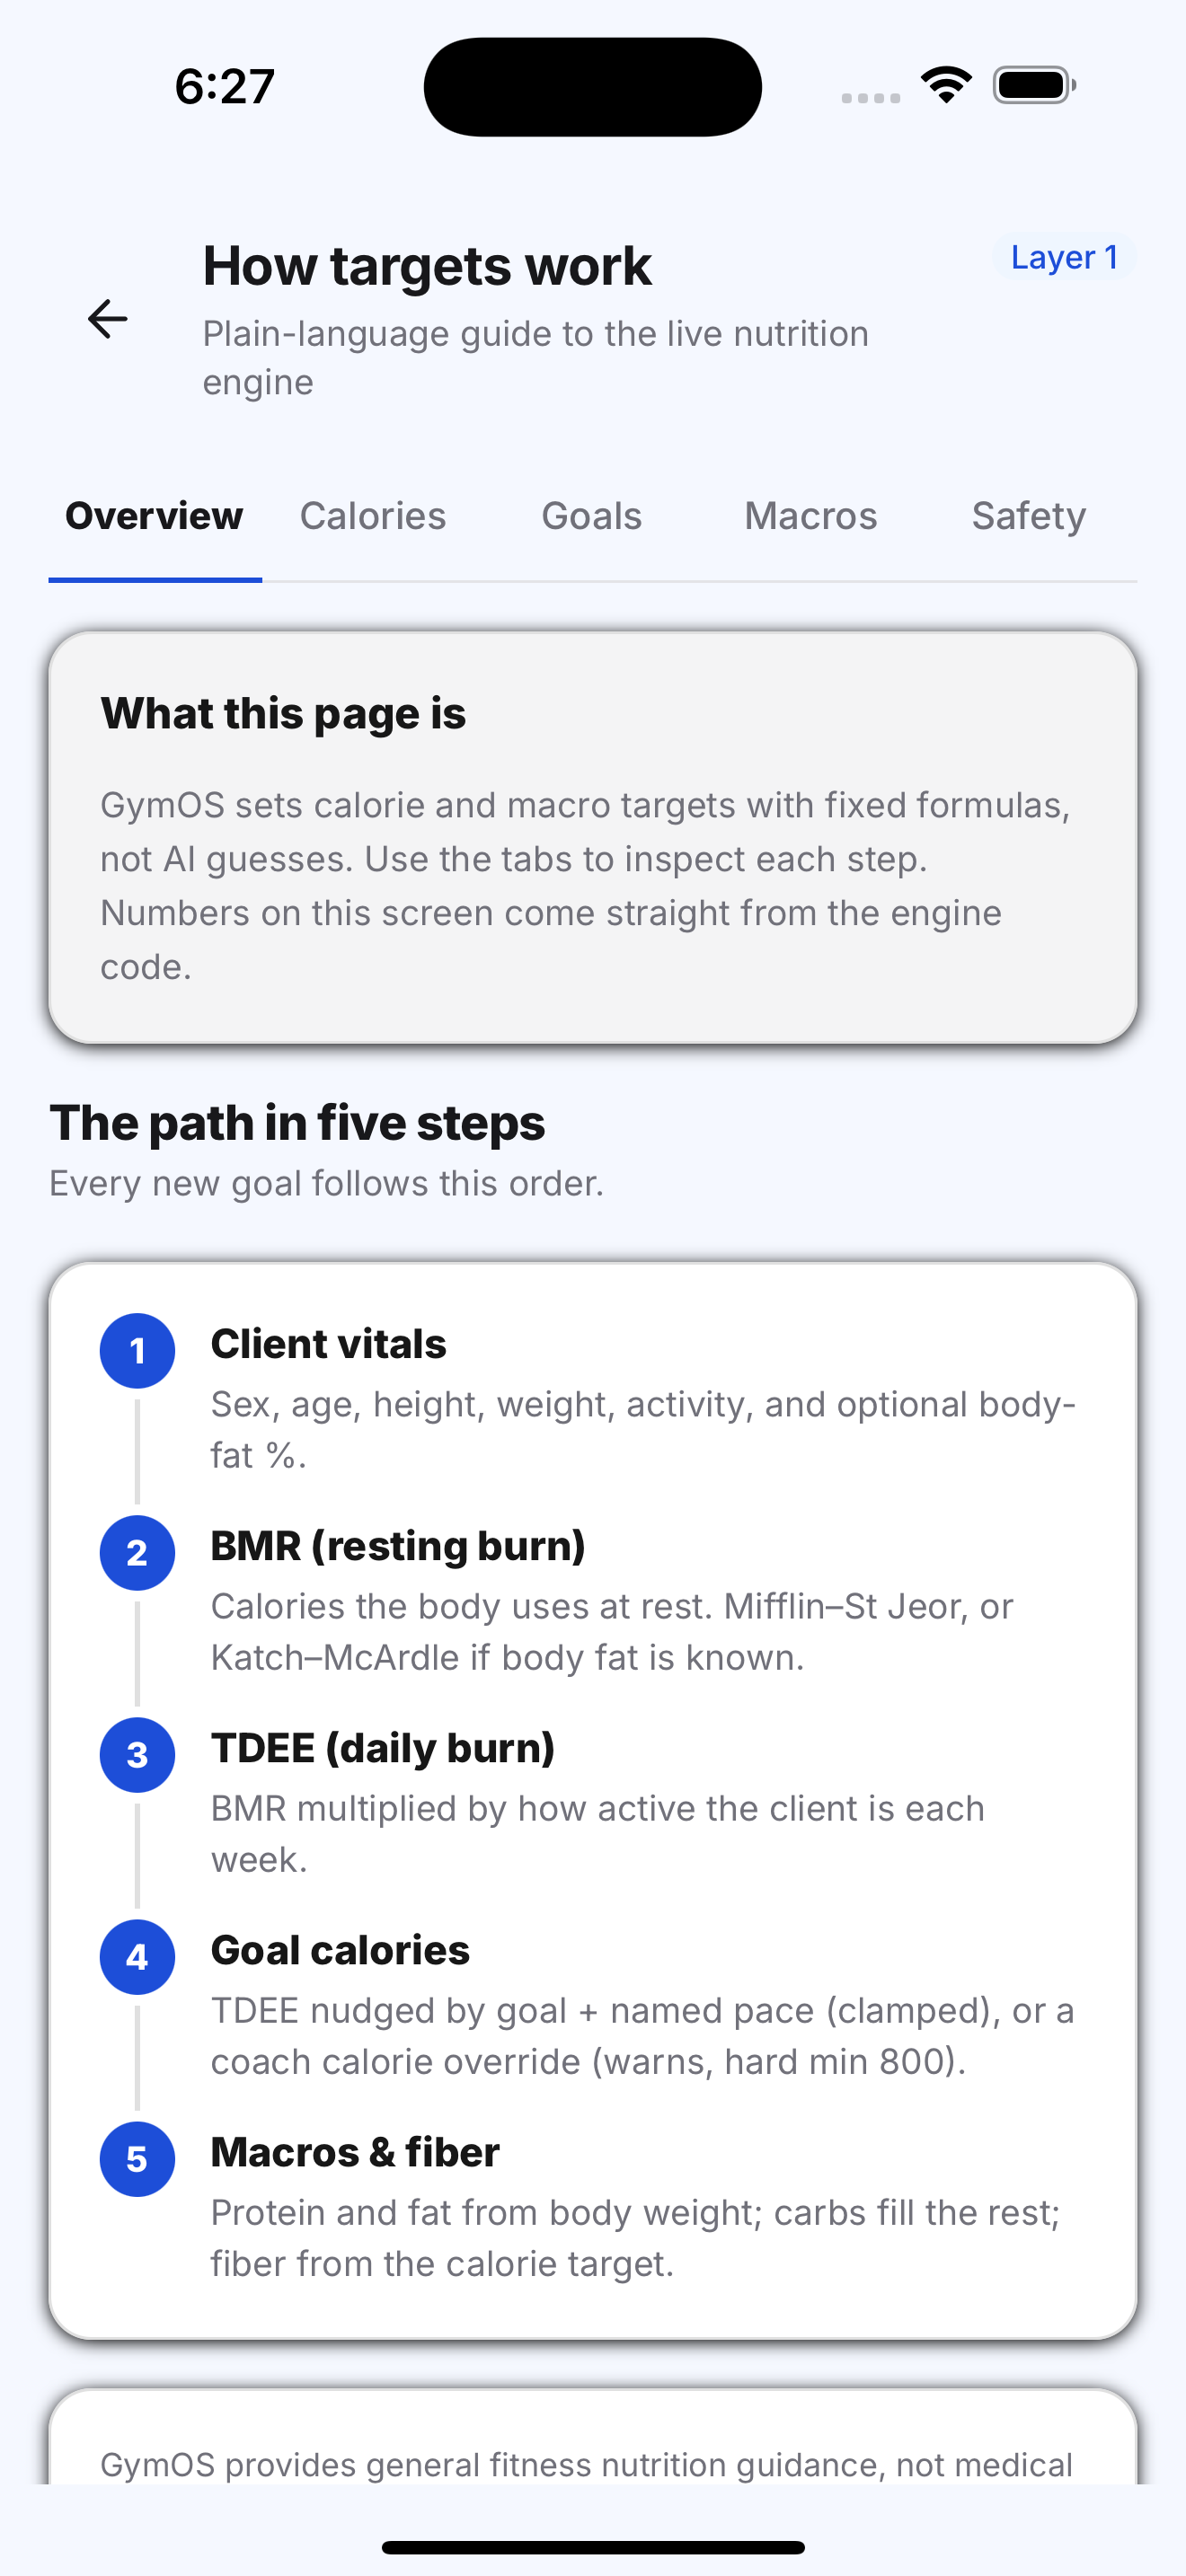 6:27
How targets work
Layer 1
Plain-language guide to the live nutrition
engine
Overview
Calories
Goals
Macros
Safety
What this page is
GymOS sets calorie and macro targets with fixed formulas,
not AI guesses. Use the tabs to inspect each step.
Numbers on this screen come straight from the engine
code.
The path in five steps
Every new goal follows this order.
1
Client vitals
Sex, age, height, weight, activity, and optional body-
fat %.
2
BMR (resting burn)
Calories the body uses at rest. Mifflin–St Jeor, or
Katch–McArdle if body fat is known.
3
TDEE (daily burn)
BMR multiplied by how active the client is each
week.
4
Goal calories
TDEE nudged by goal + named pace (clamped), or a
coach calorie override (warns, hard min 800).
5
Macros & fiber
Protein and fat from body weight; carbs fill the rest;
fiber from the calorie target.
GymOS provides general fitness nutrition guidance, not medical